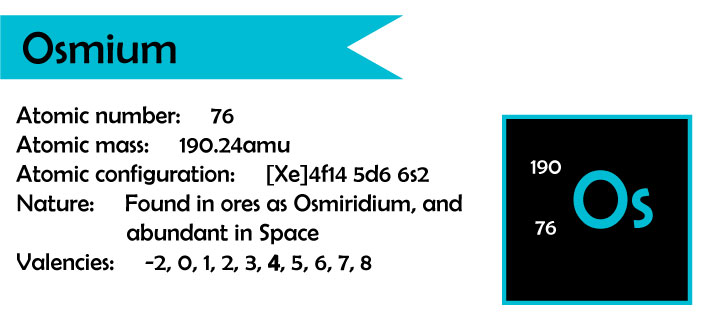 Osmium
Atomic number: 76
Atomic mass: 190.24amu
Atomic configuration: [Xe]4f14 5d6 6s2
Nature: Found in ores as Osmiridium, and
abundant in Space
Valencies: -2, 0, 1, 2, 3, 4, 5, 6, 7, 8
190
Os
76